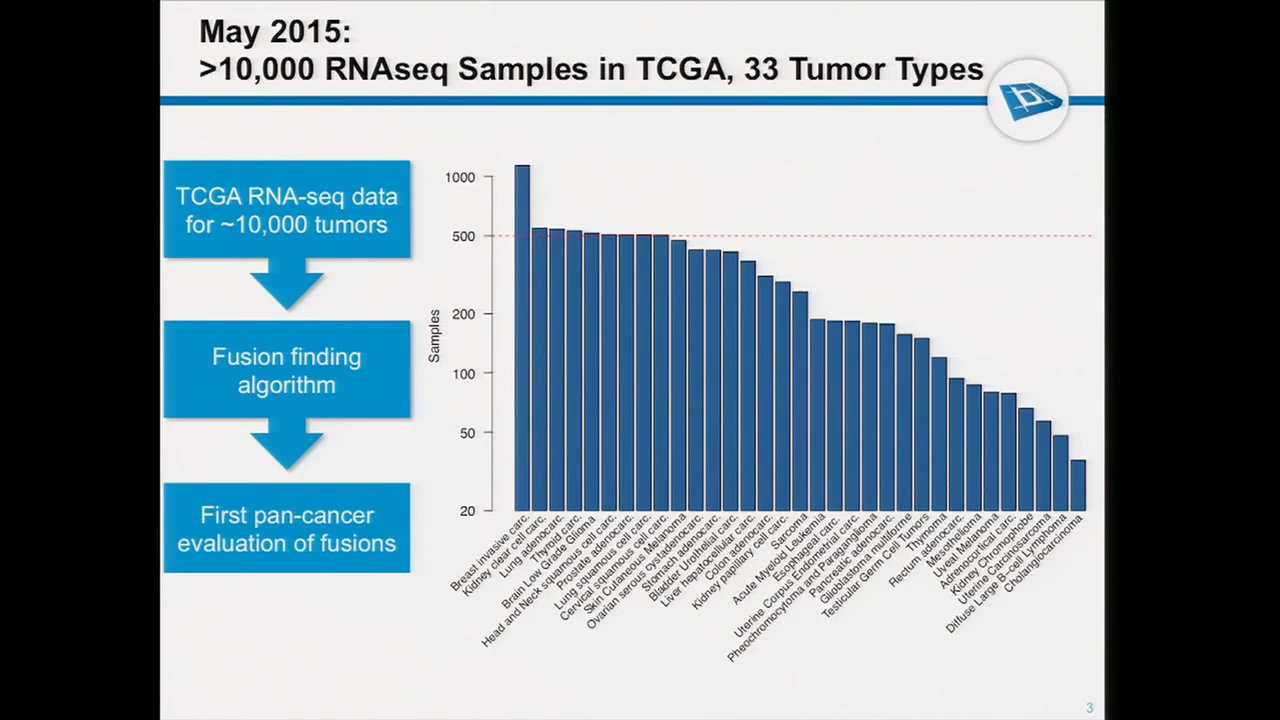 May 2015:
>10,000 RNAseq Samples in TCGA, 33 Tumor Types
TCGA RNA-seq data
for ~10,000 tumors
Fusion finding
algorithm
First pan-cancer
evaluation of fusions
Samples
1000
500
200
100
50
20
Breast invasive carc.
Kidney clear cell carc.
Lung adenocarc.
Thyroid carc.
Brain Low Grade Glioma
Head and Neck squamous cell carc.
Prostate adenocarc.
Lung squamous cell carc.
Cervical squamous cell carc.
Skin Cutaneous Melanoma
Ovarian serous cystadenocarc.
Stomach adenocarc.
Bladder Urothelial carc.
Liver hepatocellular carc.
Colon adenocarc.
Kidney papillary cell carc.
Sarcoma
Acute Myeloid Leukemia
Esophageal carc.
Uterine Corpus Endometrial carc.
Pheochromocytoma and Paraganglioma
Pancreatic adenocarc.
Glioblastoma multiforme
Testicular Germ Cell Tumors
Thymoma
Rectum adenocarc.
Mesothelioma
Uveal Melanoma
Adrenocortical carc.
Kidney Chromophobe
Uterine Carcinosarcoma
Diffuse Large B-cell Lymphoma
Cholangiocarcinoma
3